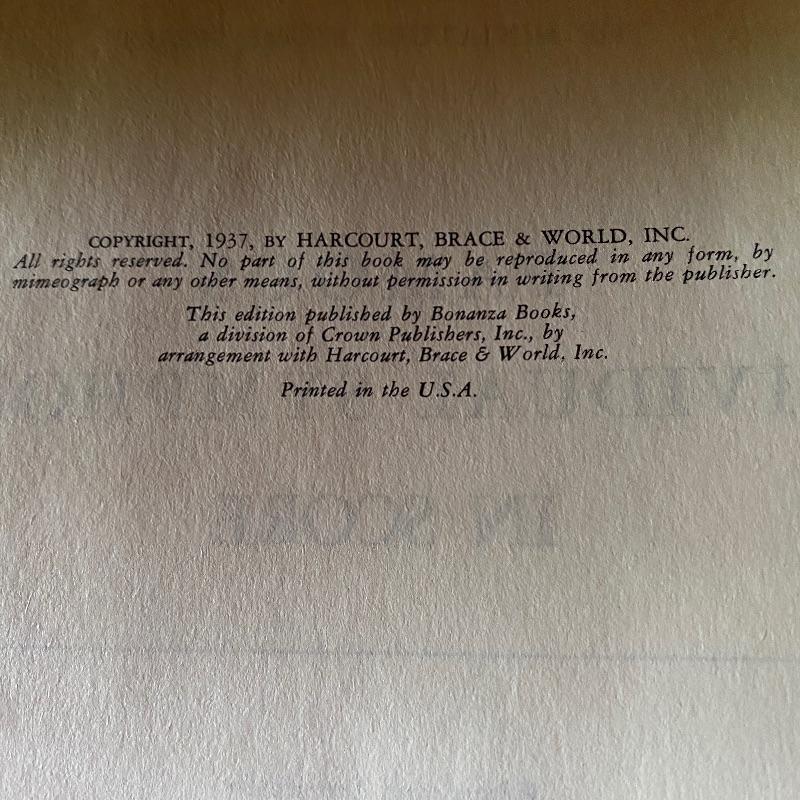 COPYRIGHT, 1937, BY HARCOURT, BRACE & WORLD, INC.
All rights reserved. No part of this book may be reproduced in any form, by
mimeograph or any other means, without permission in writing from the publisher.
This edition published by Bonanza Books,
a division of Crown Publishers, Inc., by
arrangement with Harcourt, Brace & World, Inc.
Printed in the U.S.A.
IN SCORE